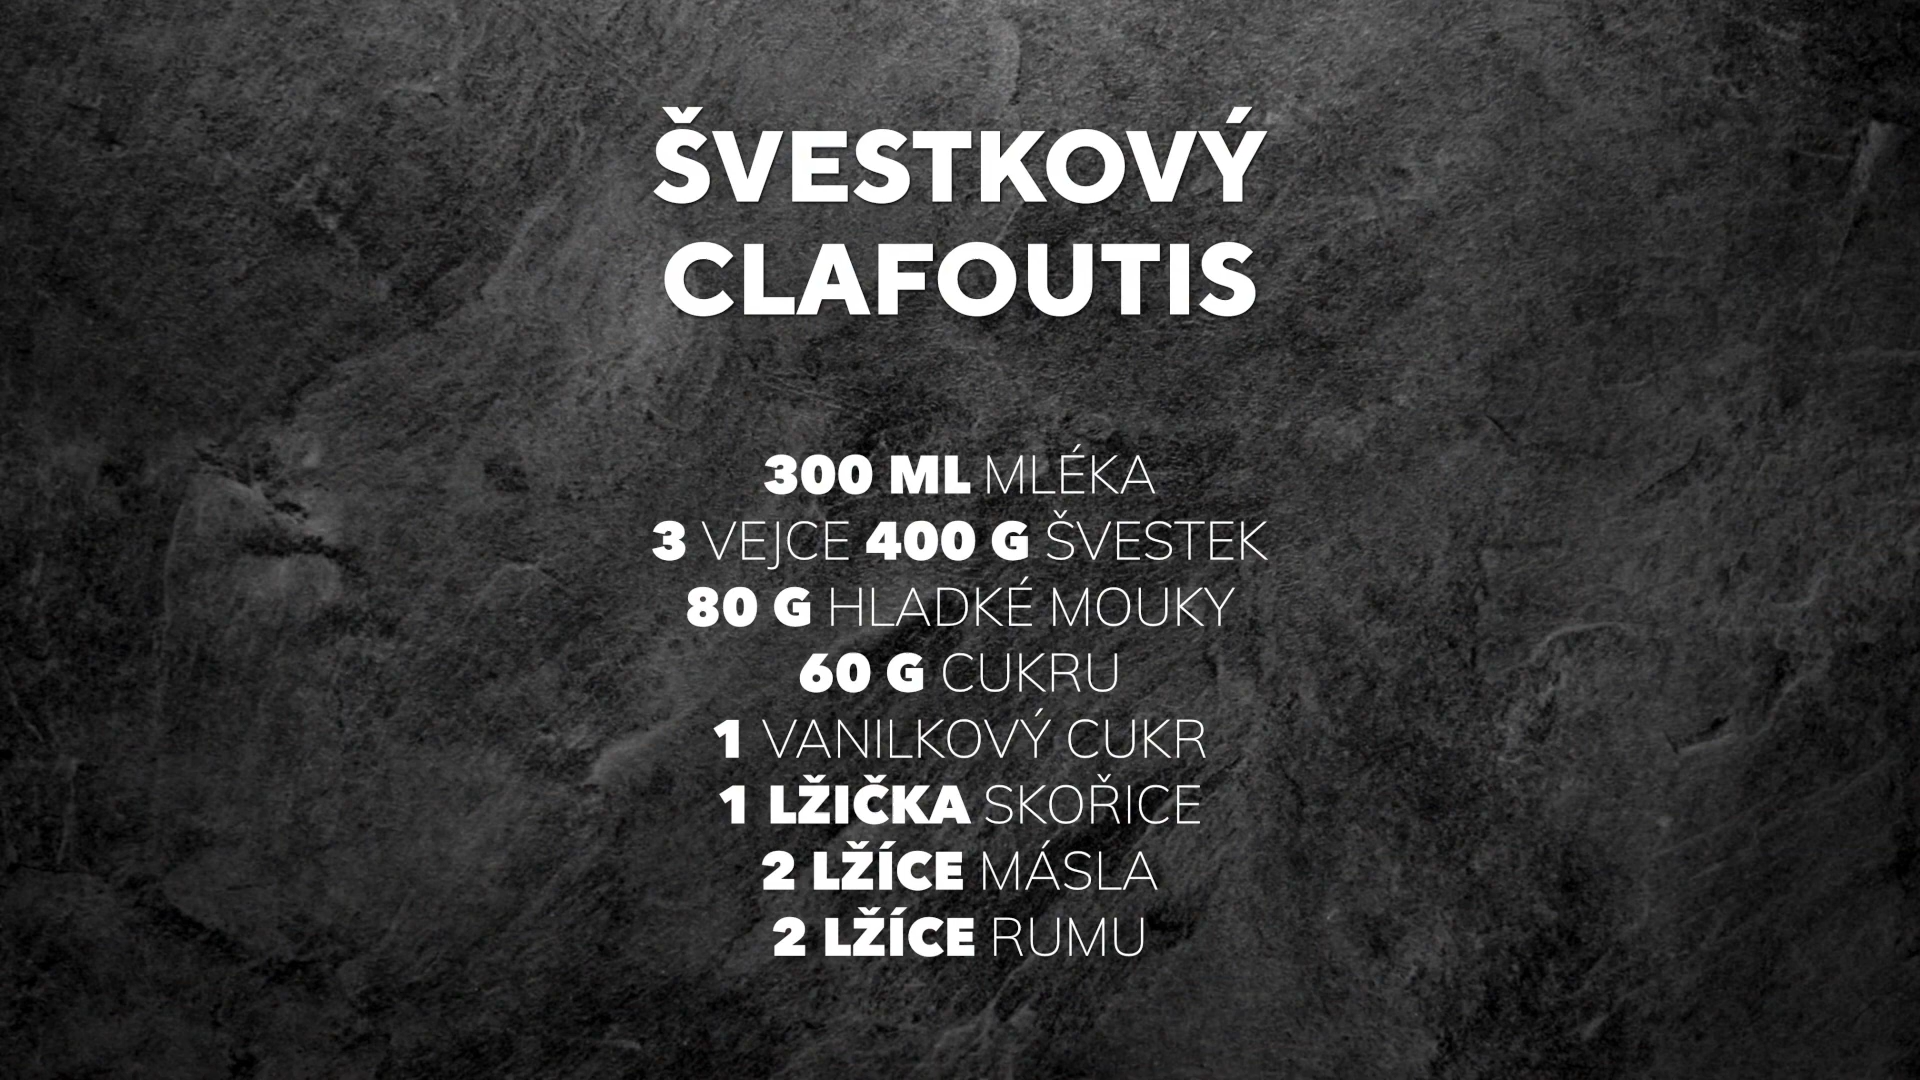 ŠVESTKOVÝ
CLAFOUTIS
300 ML MLÉKA
3 VEJCE 400 G ŠVESTEK
80 G HLADKÉ MOUKY
60 G CUKRU
1 VANILKOVÝ CUKR
1 LŽIČKA SKOŘICE
2 LŽÍCE MÁSLA
2 LŽÍCE RUMU